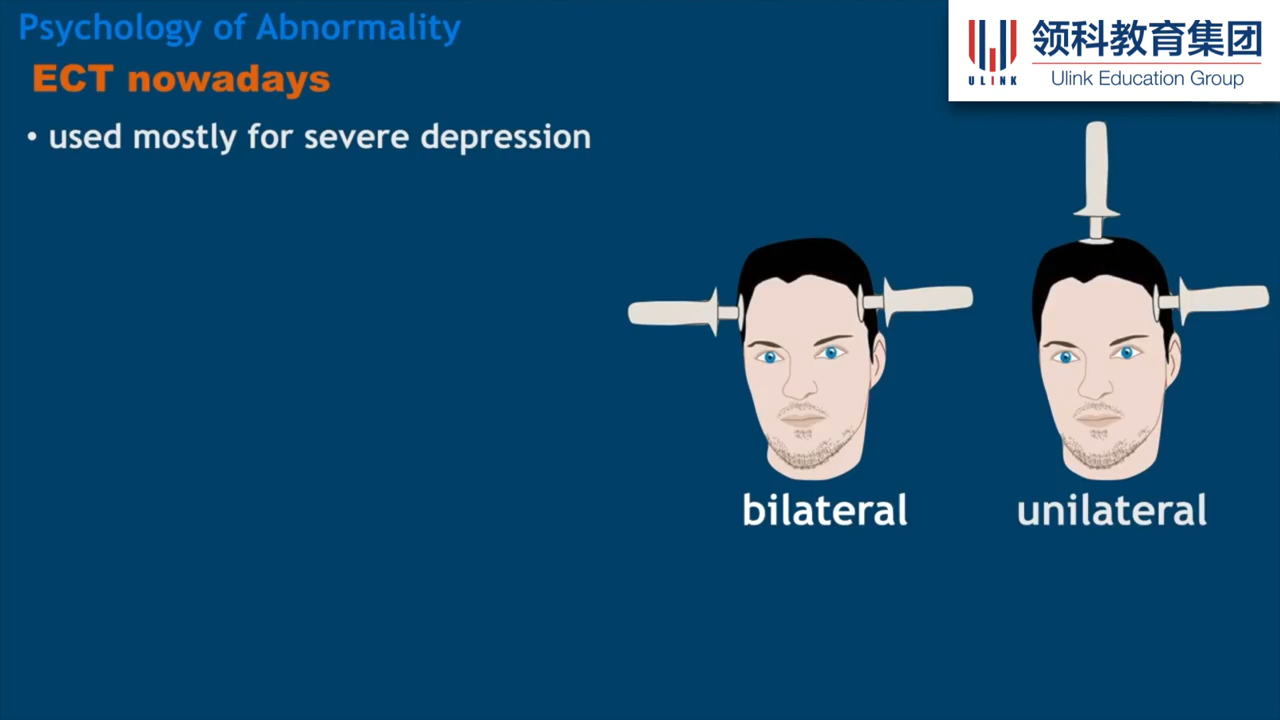 Psychology of Abnormality
ECT nowadays
• used mostly for severe depression
ULINK
领科教育集团
Ulink Education Group
bilateral
unilateral